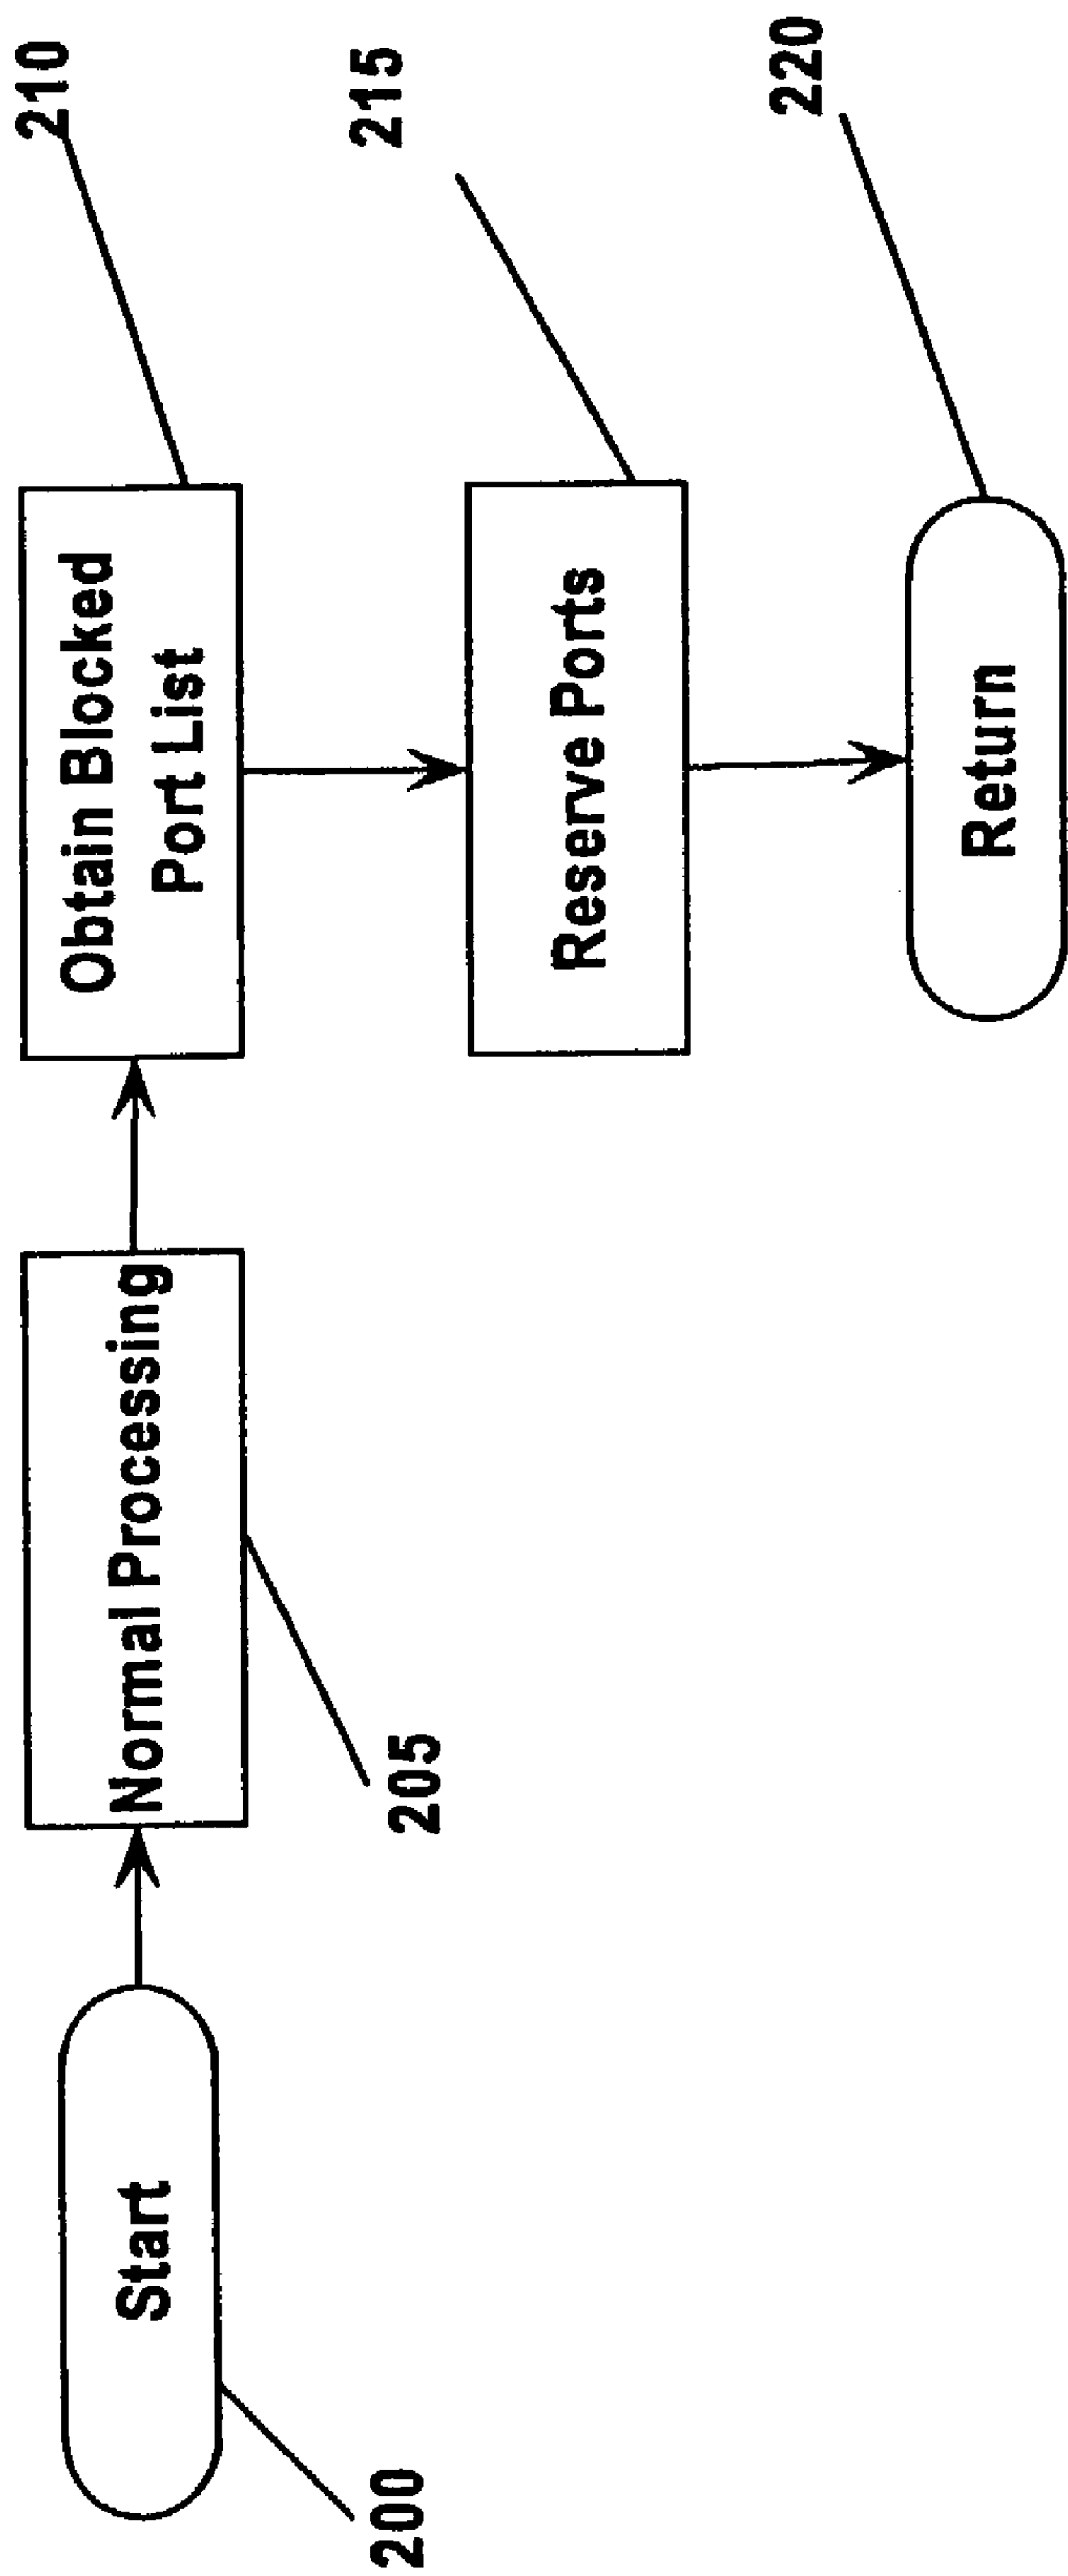 Start
200
Normal Processing
205
Obtain Blocked
Port List
210
Reserve Ports
215
Return
220